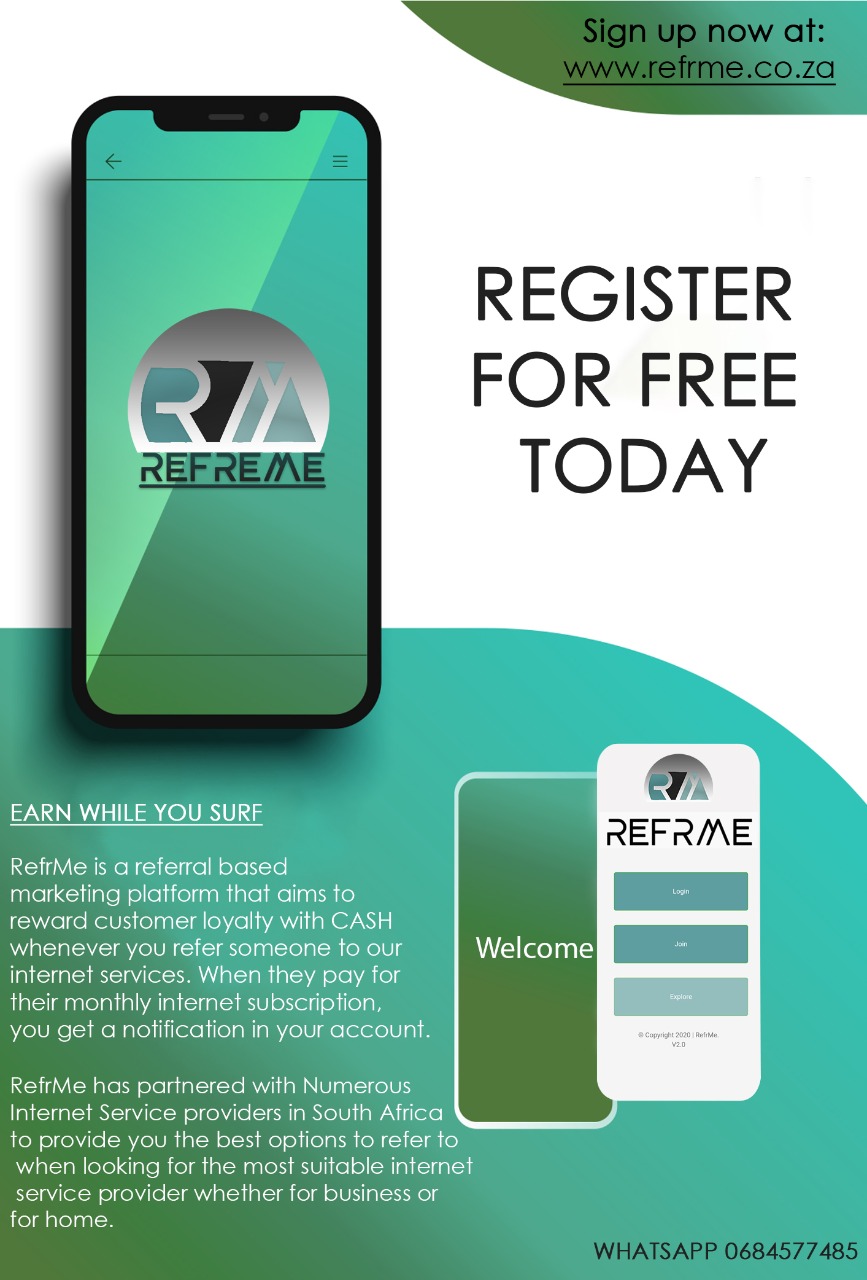 Sign up now at:
www.refrme.co.za
RM
REFREME
REGISTER
FOR FREE
TODAY
EARN WHILE YOU SURF
RefrMe is a referral based
marketing platform that aims to
reward customer loyalty with CASH
whenever you refer someone to our
internet services. When they pay for
their monthly internet subscription,
you get a notification in your account.
RefrMe has partnered with Numerous
Internet Service providers in South Africa
to provide you the best options to refer to
when looking for the most suitable internet
service provider whether for business or
for home.
Welcome
RM
REFRME
Login
Join
Explore
© Copyright 2020 | RefrMe.
V2.0
WHATSAPP 0684577485